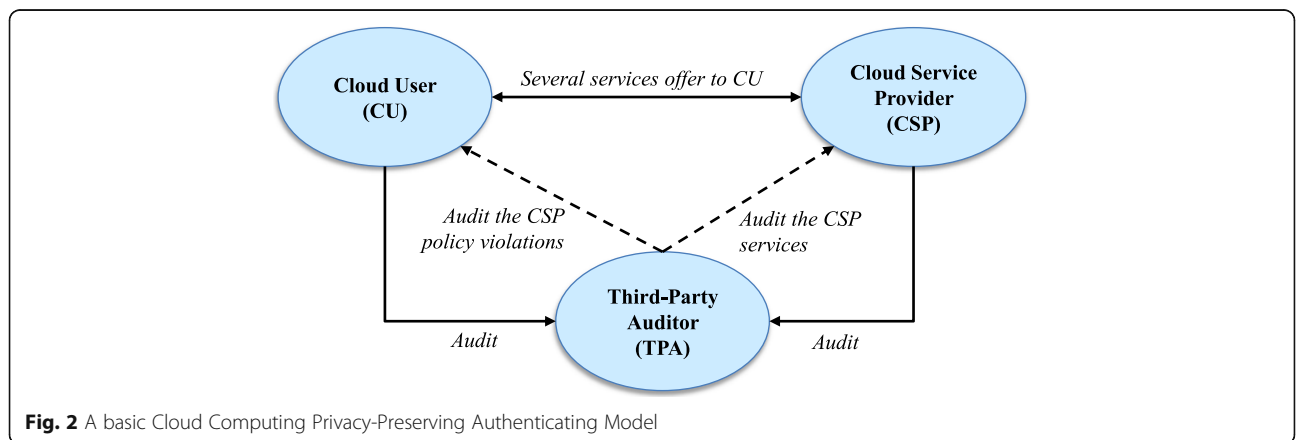 Cloud User
(CU)
Several services offer to CU
Cloud Service
Provider
(CSP)
Audit the CSP
policy violations
Audit the CSP
services
Third-Party
Auditor
(TPA)
Audit
Audit
Fig. 2 A basic Cloud Computing Privacy-Preserving Authenticating Model